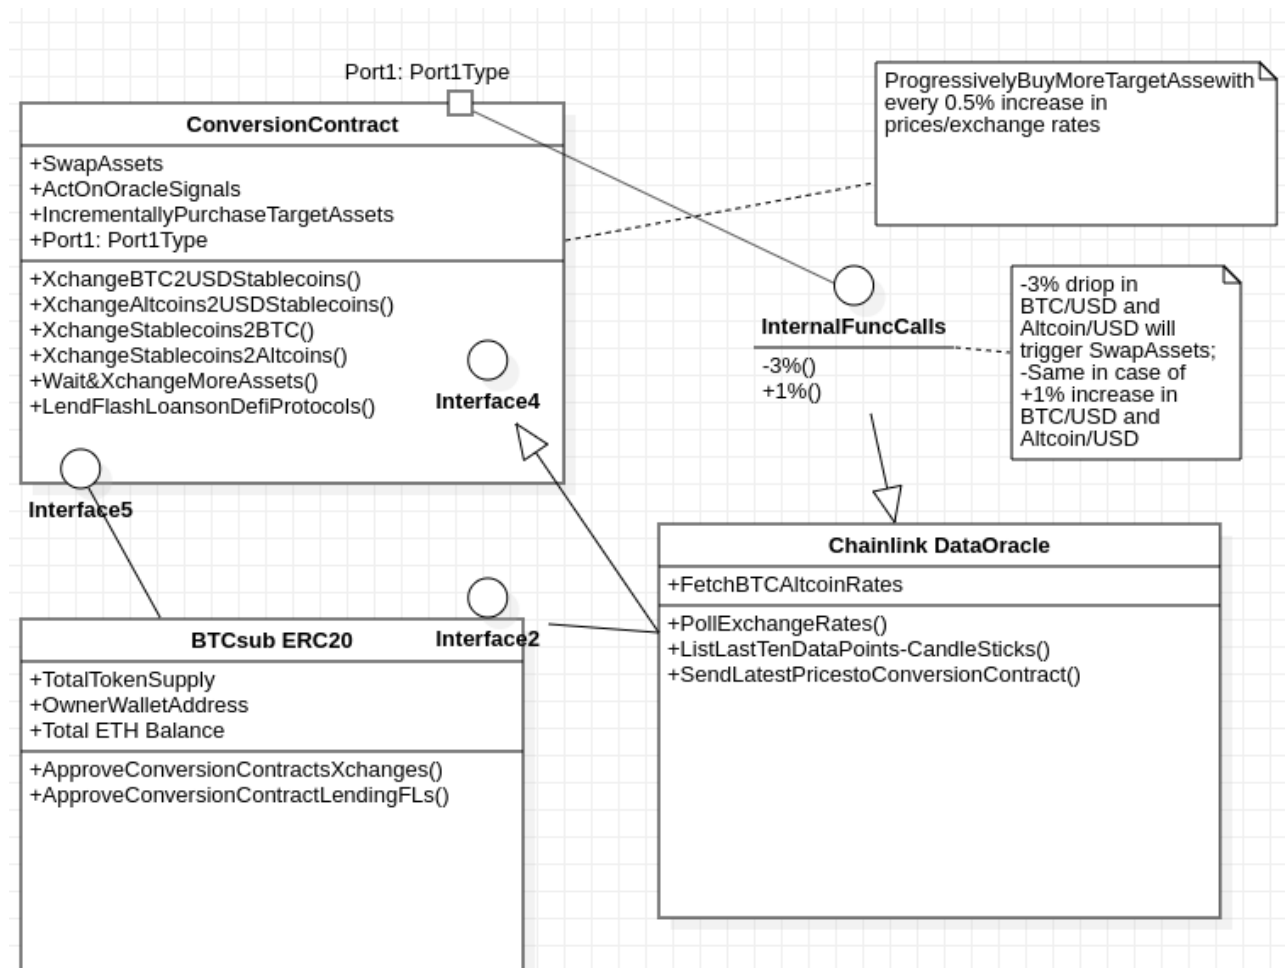 Port1: Port1Type
ConversionContract
+SwapAssets
+ActOnOracleSignals
+IncrementallyPurchaseTargetAssets
+Port1: Port1Type
+XchangeBTC2USDStablecoins()
+XchangeAltcoins2USDStablecoins()
+XchangeStablecoins2BTC()
+XchangeStablecoins2Altcoins()
+Wait&XchangeMoreAssets()
+LendFlashLoansonDefiProtocols()
Interface4
Interface5
ProgressivelyBuyMoreTargetAssewith
every 0.5% increase in
prices/exchange rates
InternalFuncCalls
-3%()
+1%()
-3% driop in
BTC/USD and
Altcoin/USD will
trigger SwapAssets;
-Same in case of
+1% increase in
BTC/USD and
Altcoin/USD
Interface2
BTCsub ERC20
+TotalTokenSupply
+OwnerWalletAddress
+Total ETH Balance
+ApproveConversionContractsXchanges()
+ApproveConversionContractLendingFLs()
Chainlink DataOracle
+FetchBTCAltcoinRates
+PollExchangeRates()
+ListLastTenDataPoints-CandleSticks()
+SendLatestPricestoConversionContract()